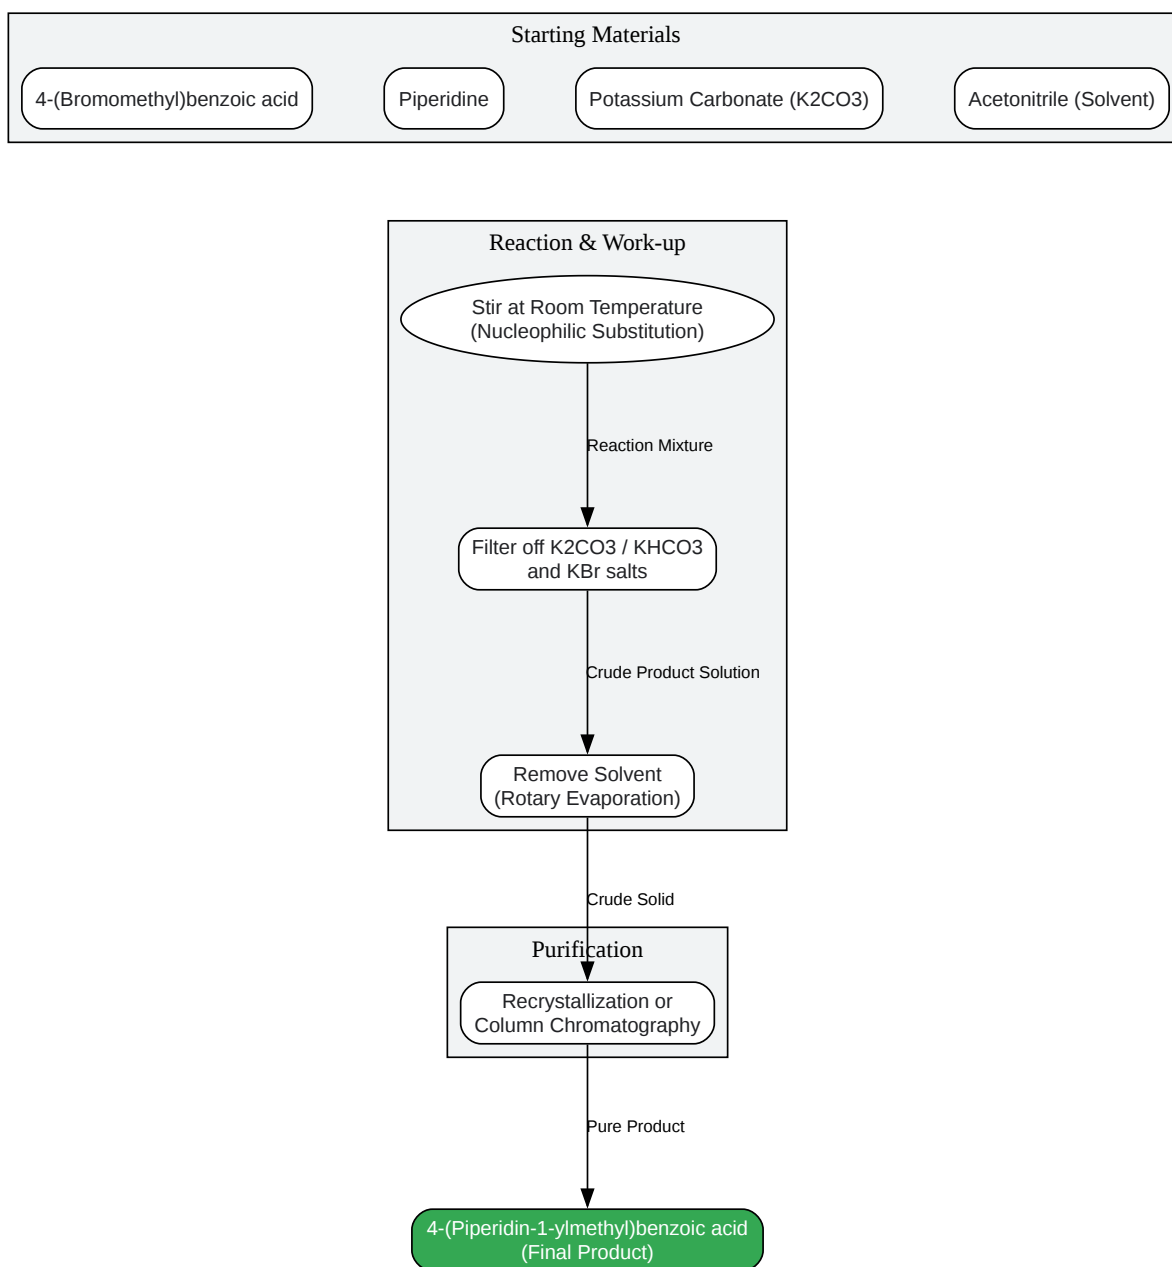 Starting Materials
4-(Bromomethyl)benzoic acid
Piperidine
Potassium Carbonate (K2CO3)
Acetonitrile (Solvent)
Reaction & Work-up
Stir at Room Temperature
(Nucleophilic Substitution)
Reaction Mixture
Filter off K2CO3 / KHCO3
and KBr salts
Crude Product Solution
Remove Solvent
(Rotary Evaporation)
Crude Solid
Purification
Recrystallization or
Column Chromatography
Pure Product
4-(Piperidin-1-ylmethyl)benzoic acid
(Final Product)